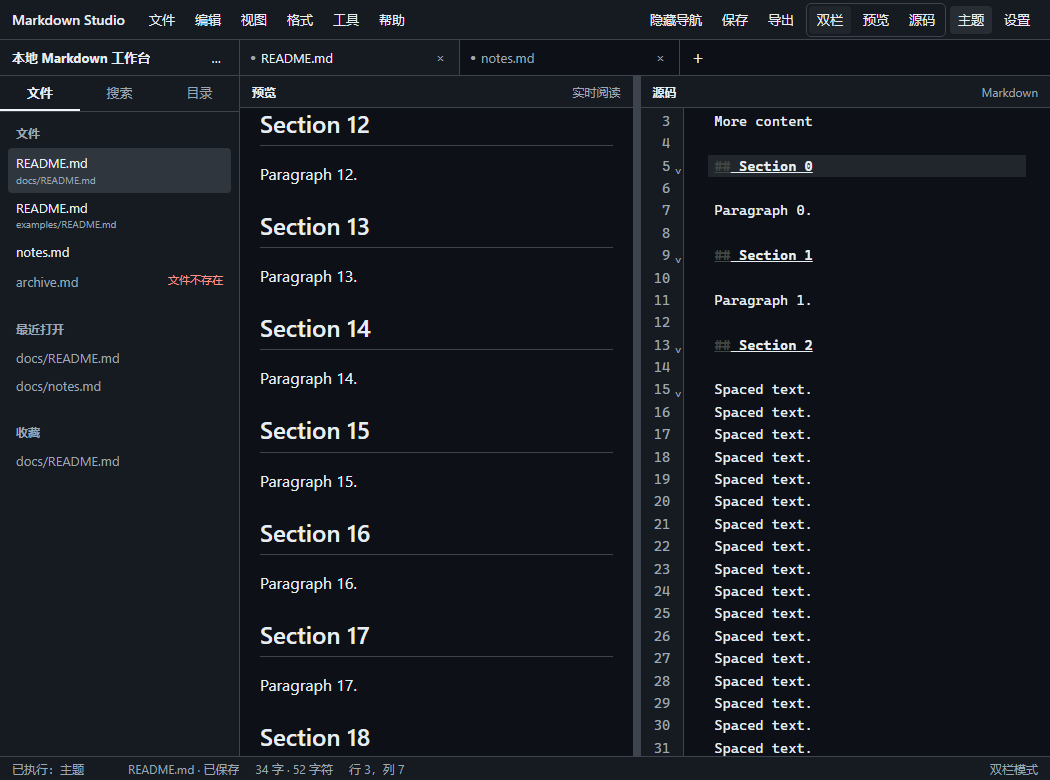 Markdown Studio 文件 编辑 视图 格式 工具 帮助 隐藏导航 保存 导出 双栏 预览 源码 主题 设置
本地 Markdown 工作台 ...
文件 搜索 目录
文件
README.md
docs/README.md
README.md
examples/README.md
notes.md
archive.md 文件不存在
最近打开
docs/README.md
docs/notes.md
收藏
docs/README.md
• README.md × • notes.md × +
预览 实时阅读
Section 12
Paragraph 12.
Section 13
Paragraph 13.
Section 14
Paragraph 14.
Section 15
Paragraph 15.
Section 16
Paragraph 16.
Section 17
Paragraph 17.
Section 18
源码 Markdown
3 More content
4
5 ## Section 0
6
7 Paragraph 0.
8
9 ## Section 1
10
11 Paragraph 1.
12
13 ## Section 2
14
15 Spaced text.
16 Spaced text.
17 Spaced text.
18 Spaced text.
19 Spaced text.
20 Spaced text.
21 Spaced text.
22 Spaced text.
23 Spaced text.
24 Spaced text.
25 Spaced text.
26 Spaced text.
27 Spaced text.
28 Spaced text.
29 Spaced text.
30 Spaced text.
31 Spaced text.
已执行：主题 README.md · 已保存 34 字 · 52 字符 行 3，列 7 双栏模式